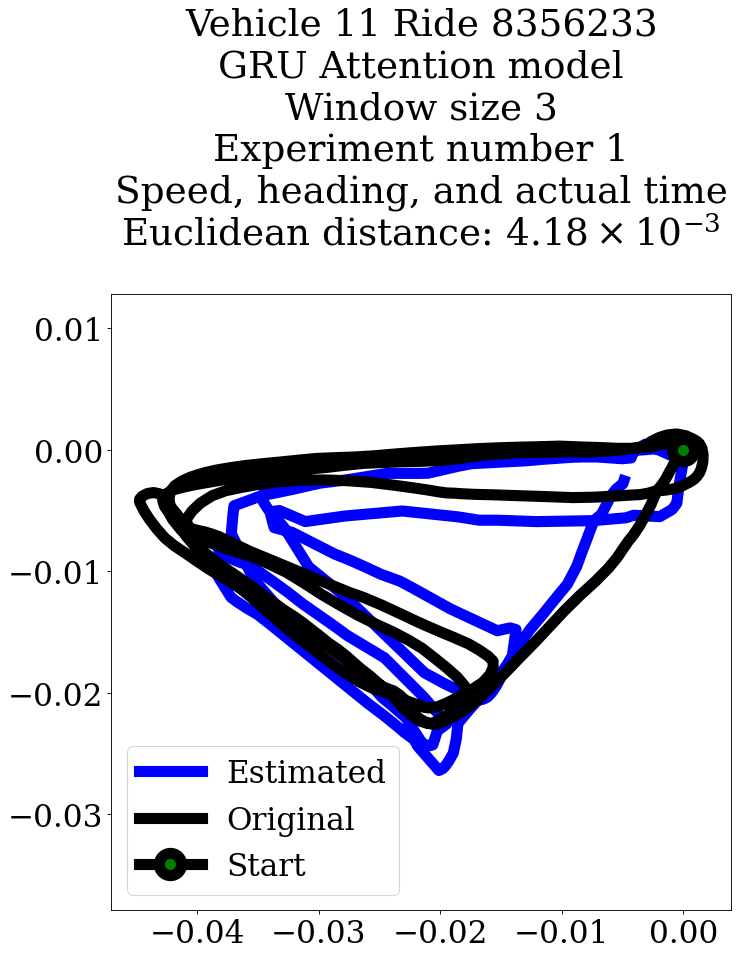 Vehicle 11 Ride 8356233
GRU Attention model
Window size 3
Experiment number 1
Speed, heading, and actual time
Euclidean distance: 4.18 × 10⁻³
0.01
0.00
−0.01
−0.02
−0.03
Estimated
Original
Start
−0.04 −0.03 −0.02 −0.01 0.00